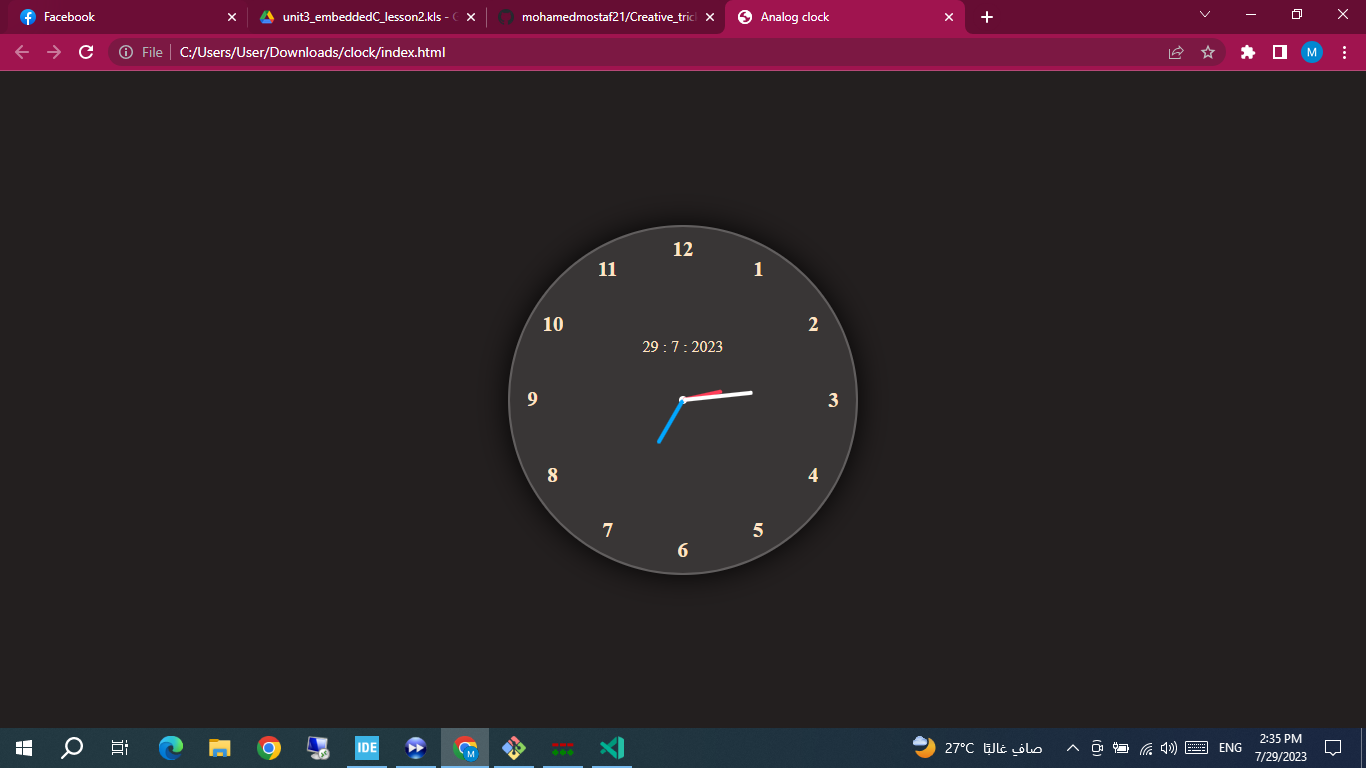 Facebook
unit3_embeddedC_lesson2.kls - 
mohamedmostaf21/Creative_tric
Analog clock
File
C:/Users/User/Downloads/clock/index.html
M
12
11
1
10
2
29 : 7 : 2023
9
3
8
4
7
5
6
IDE
M
27°C صافٍ غالبًا
ENG
2:35 PM
7/29/2023